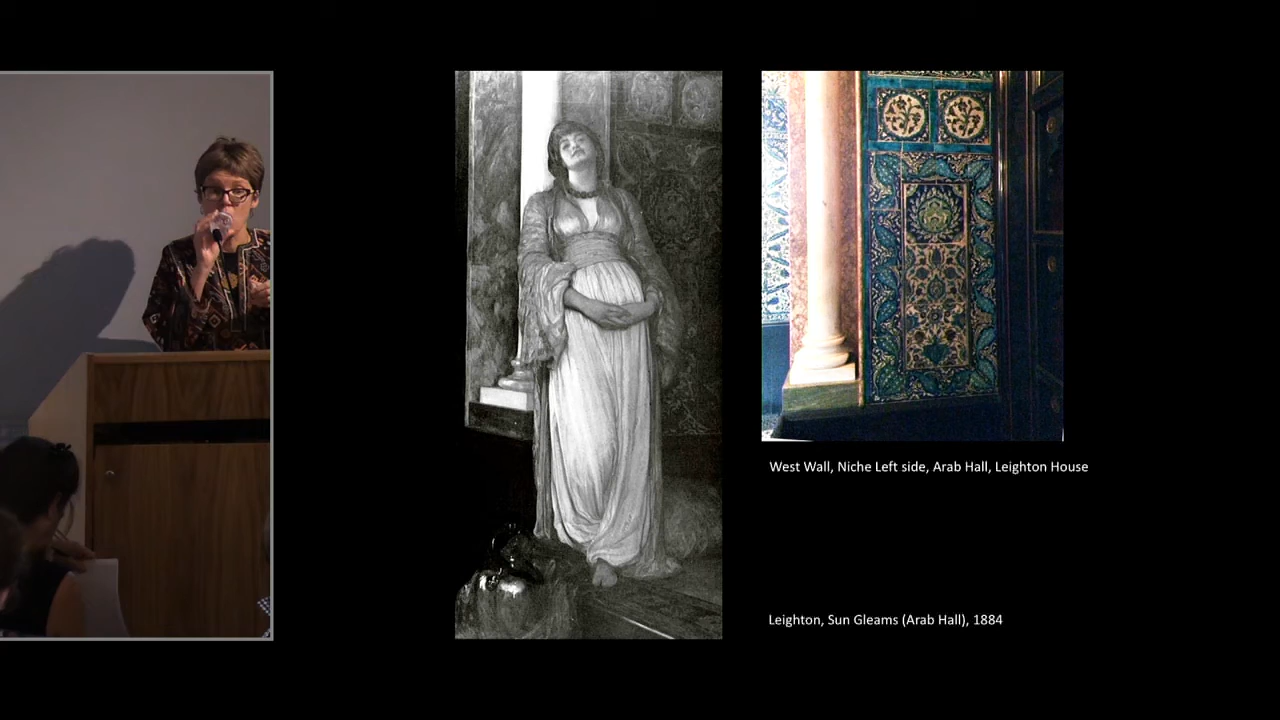 West Wall, Niche Left side, Arab Hall, Leighton House
Leighton, Sun Gleams (Arab Hall), 1884